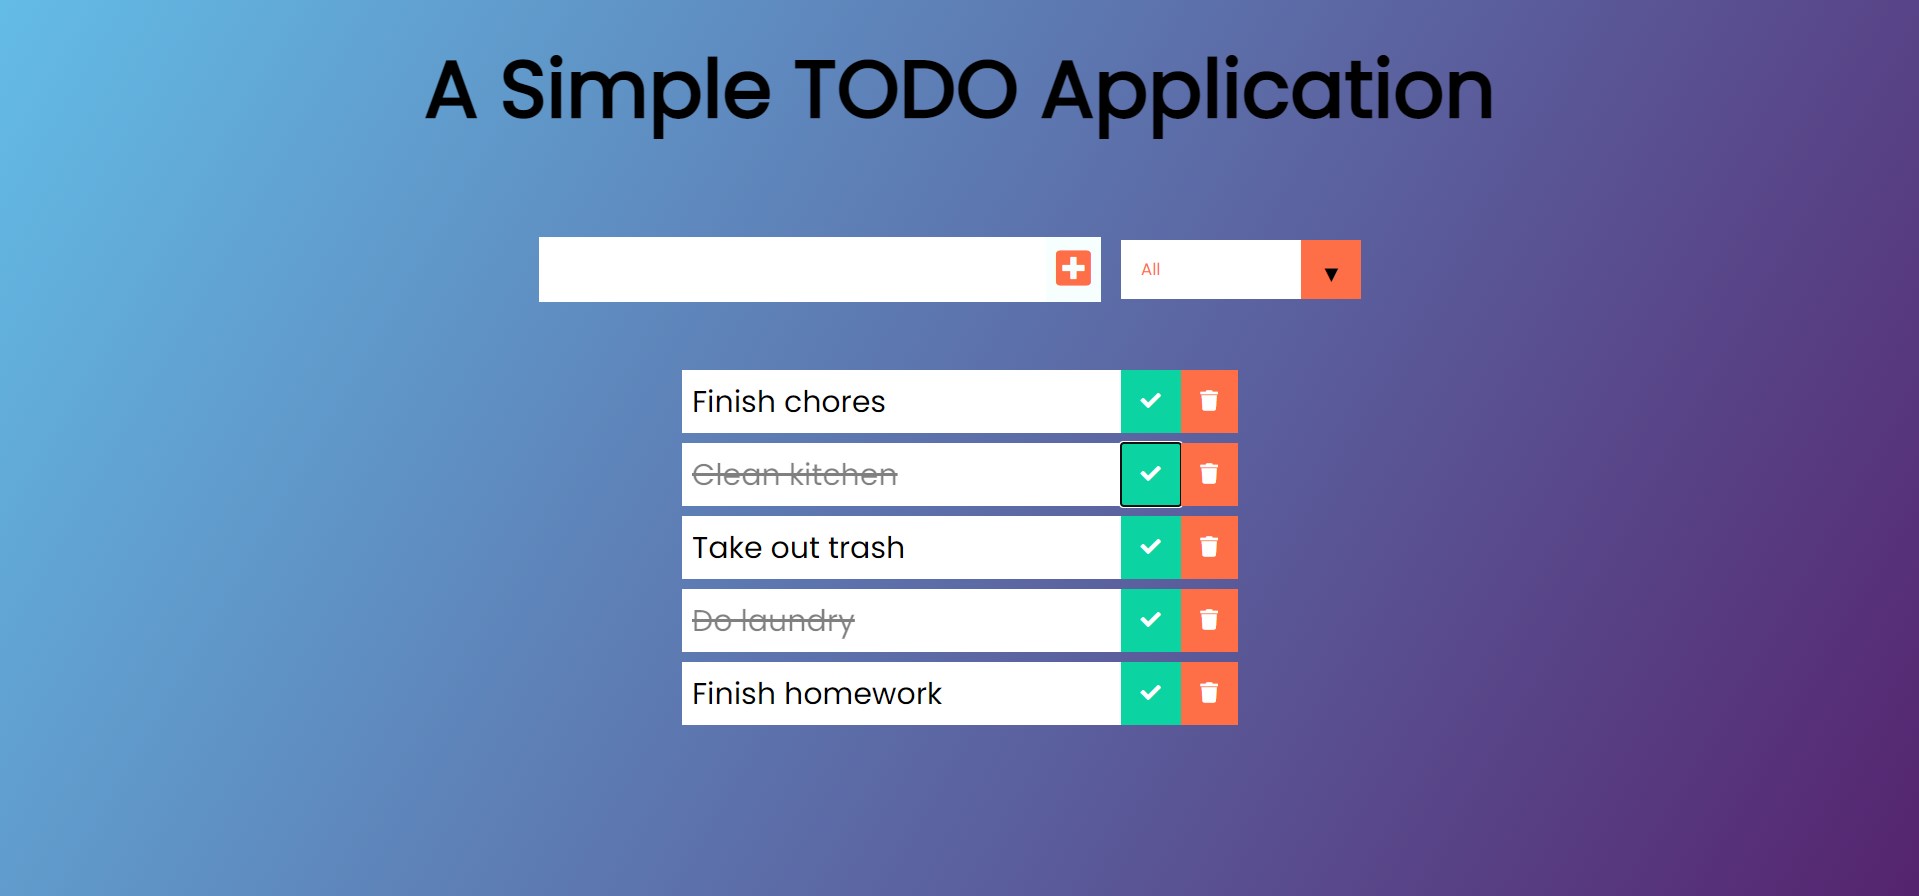 A Simple TODO Application
All
Finish chores
Clean kitchen
Take out trash
Do laundry
Finish homework